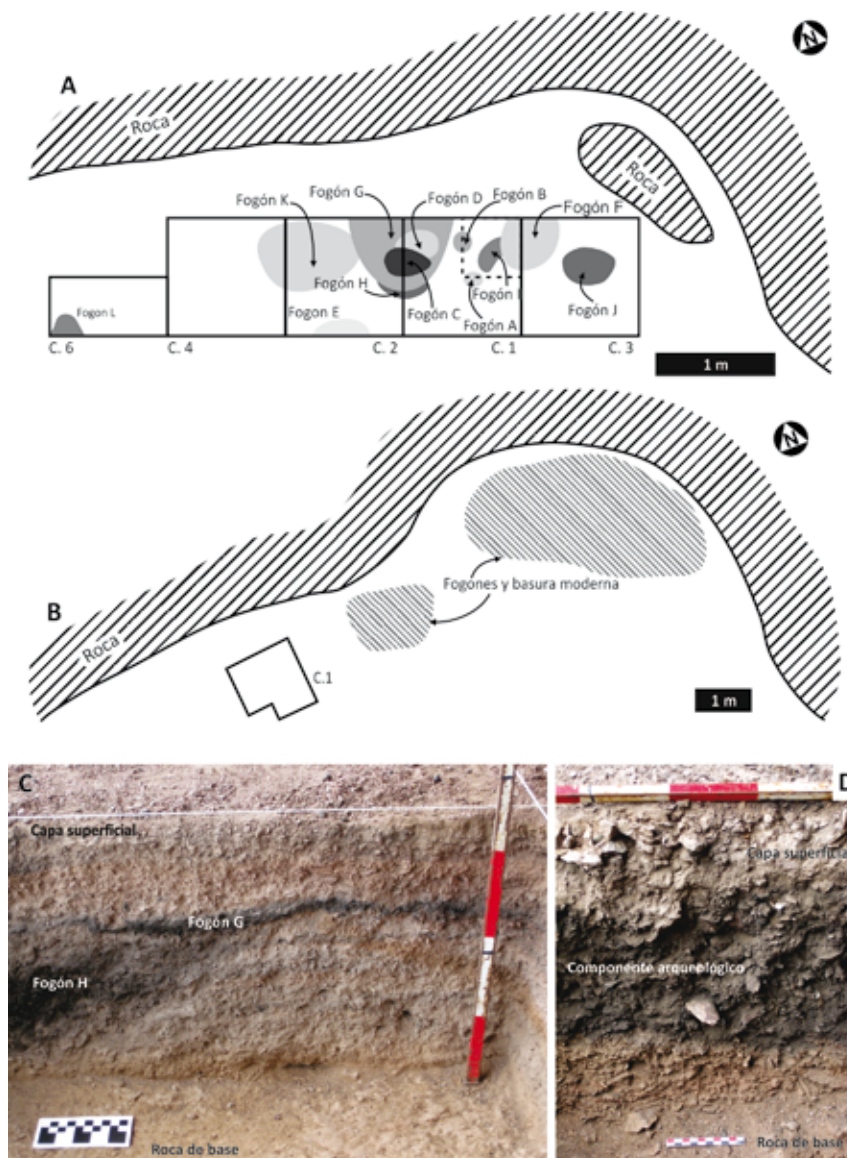 N
A
Roca
Roca
Fogón G
Fogón D
Fogón B
Fogón K
Fogón F
Fogón H
Fogón I
Fogón E
Fogón C
Fogón J
Fogon L
Fogón A
C. 6
C. 4
C. 2
C. 1
C. 3
1 m
N
Fogones y basura moderna
B
Roca
C.1
1 m
C
Capa superficial
Fogón G
Fogón H
Roca de base
D
Capa superficial
Componente arqueológico
Roca de base